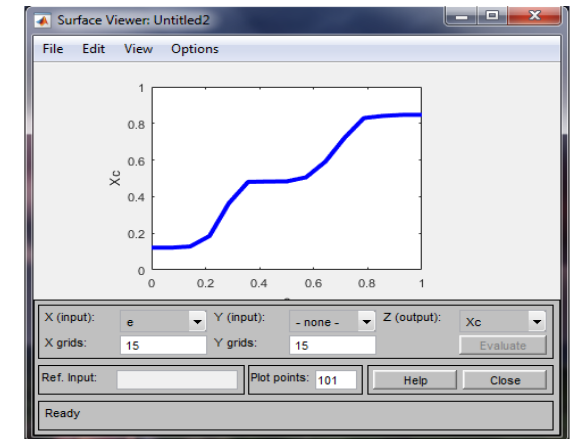 Surface Viewer: Untitled2
File Edit View Options
1
0.8
0.6
0.4
0.2
0
Xc
0 0.2 0.4 0.6 0.8 1
X (input): e Y (input): - none - Z (output): Xc
X grids: 15 Y grids: 15 Evaluate
Ref. Input: Plot points: 101 Help Close
Ready